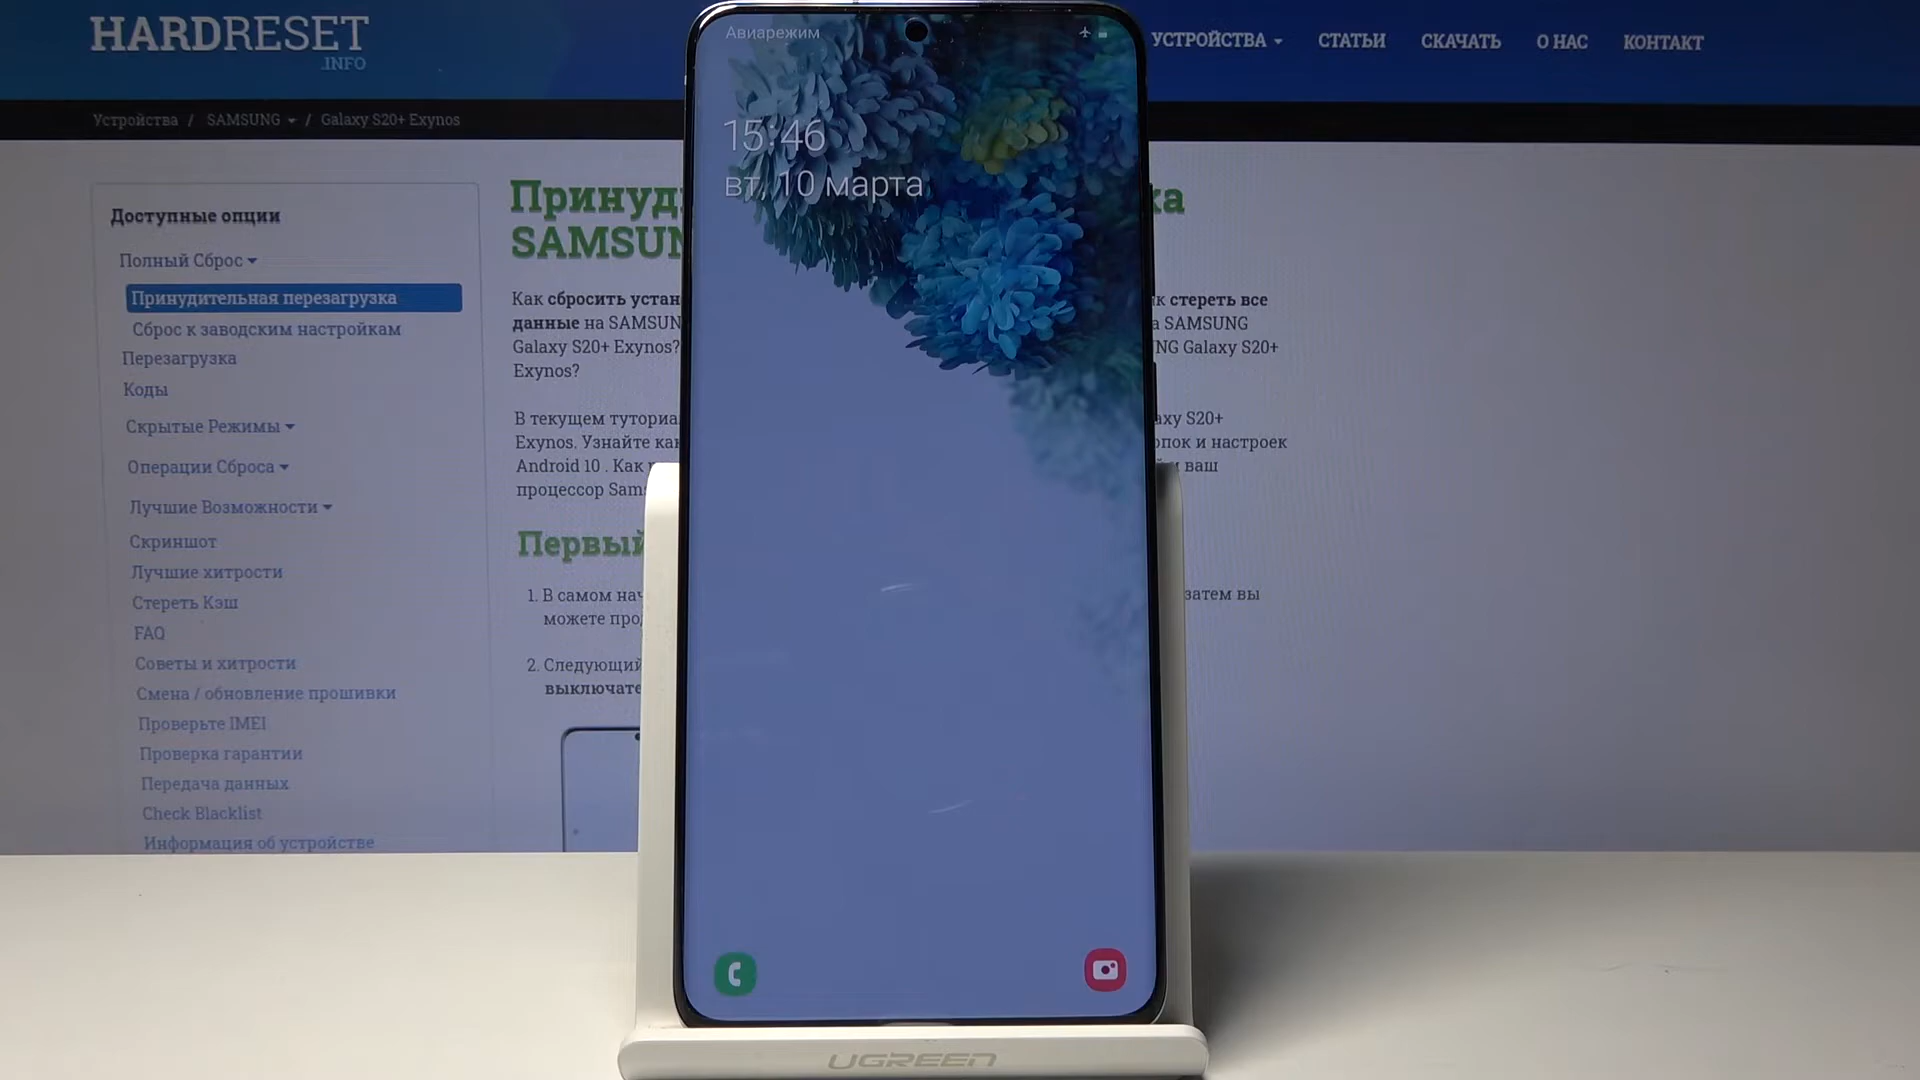 HARDRESET
.INFO
УСТРОЙСТВА СТАТЬИ СКАЧАТЬ О НАС КОНТАКТ
Устройства / SAMSUNG / Galaxy S20+ Exynos
Доступные опции
Полный Сброс
Принудительная перезагрузка
Сброс к заводским настройкам
Перезагрузка
Коды
Скрытые Режимы
Операции Сброса
Лучшие Возможности
Скриншот
Лучшие хитрости
Стереть Кэш
FAQ
Советы и хитрости
Смена / обновление прошивки
Проверьте IMEI
Проверка гарантии
Передача данных
Check Blacklist
Информация об устройстве
Как сбросить
стереть все
данные на
SAMSUNG
Galaxy S20+
Galaxy S20+
Exynos?
Exynos?
В текущем
S20+
Exynos. Узнайте
и настроек
Android 10 . Как
ваш
процессор
Первый
1. В самом
затем вы
можете
2. Следующий
Авиарежим
15:46
вт, 10 марта
UGREEN